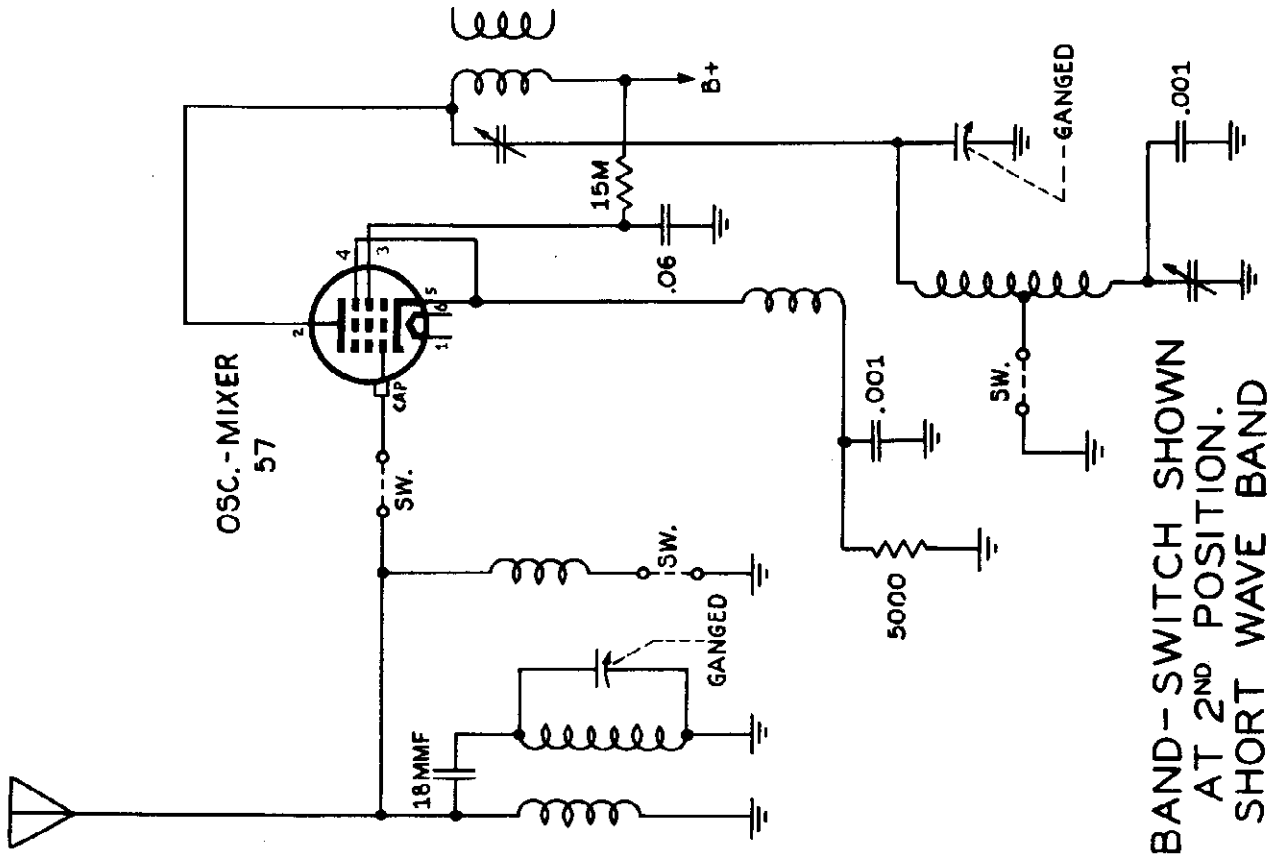 B+
GANGED
.001
15M
4
3
.06
2
5
6
1
CAP
OSC.-MIXER
57
SW.
SW.
.001
SW.
GANGED
18MMF
5000
BAND-SWITCH SHOWN
AT 2ND POSITION.
SHORT WAVE BAND